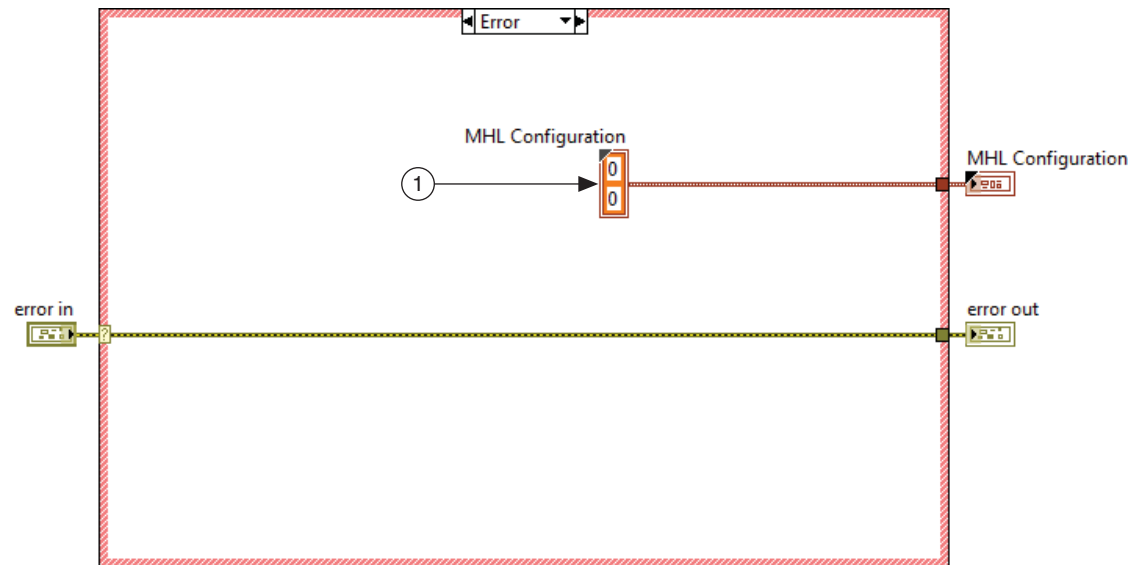 Error
MHL Configuration
0
0
1
MHL Configuration
error in
?
error out